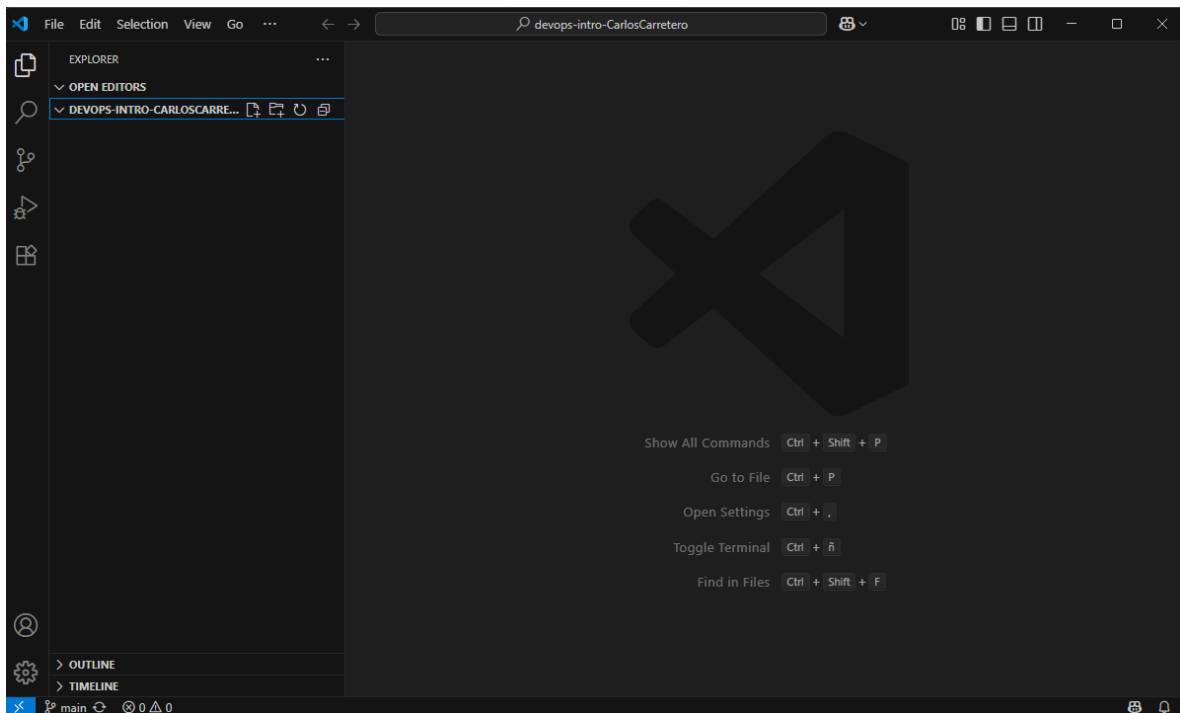 File Edit Selection View Go ···
devops-intro-CarlosCarretero
EXPLORER ···
OPEN EDITORS
DEVOPS-INTRO-CARLOSCARRE...
Show All Commands Ctrl + Shift + P
Go to File Ctrl + P
Open Settings Ctrl + ,
Toggle Terminal Ctrl + ñ
Find in Files Ctrl + Shift + F
OUTLINE
TIMELINE
main 0 0